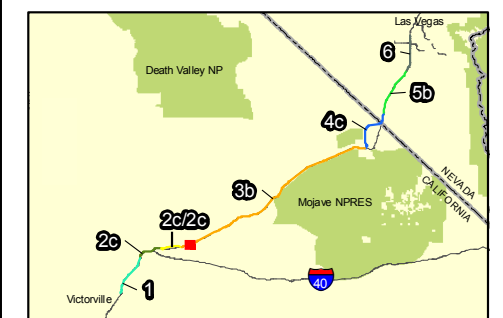 Las Vegas
6
Death Valley NP
5b
4c
NEVADA
CALIFORNIA
3b
Mojave NPRES
2c/2c
2c
40
1
Victorville